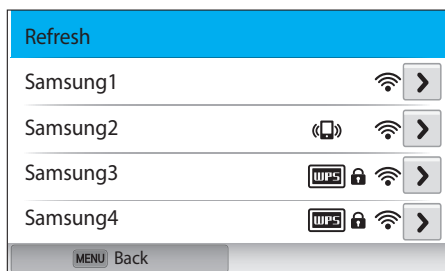 Refresh
Samsung1
Samsung2
Samsung3 WPS
Samsung4 WPS
MENU Back